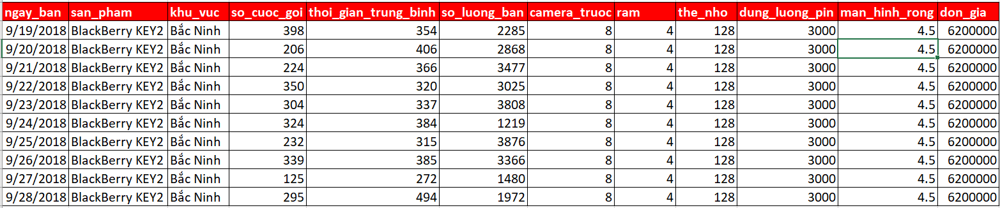 ngay_ban san_pham khu_vuc so_cuoc_goi thoi_gian_trung_binh so_luong_ban camera_truoc ram the_nho dung_luong_pin man_hinh_rong don_gia
9/19/2018 BlackBerry KEY2 Bắc Ninh 398 354 2285 8 4 128 3000 4.5 6200000
9/20/2018 BlackBerry KEY2 Bắc Ninh 206 406 2868 8 4 128 3000 4.5 6200000
9/21/2018 BlackBerry KEY2 Bắc Ninh 224 366 3477 8 4 128 3000 4.5 6200000
9/22/2018 BlackBerry KEY2 Bắc Ninh 350 320 3025 8 4 128 3000 4.5 6200000
9/23/2018 BlackBerry KEY2 Bắc Ninh 304 337 3808 8 4 128 3000 4.5 6200000
9/24/2018 BlackBerry KEY2 Bắc Ninh 324 384 1219 8 4 128 3000 4.5 6200000
9/25/2018 BlackBerry KEY2 Bắc Ninh 232 315 3876 8 4 128 3000 4.5 6200000
9/26/2018 BlackBerry KEY2 Bắc Ninh 339 385 3366 8 4 128 3000 4.5 6200000
9/27/2018 BlackBerry KEY2 Bắc Ninh 125 272 1480 8 4 128 3000 4.5 6200000
9/28/2018 BlackBerry KEY2 Bắc Ninh 295 494 1972 8 4 128 3000 4.5 6200000